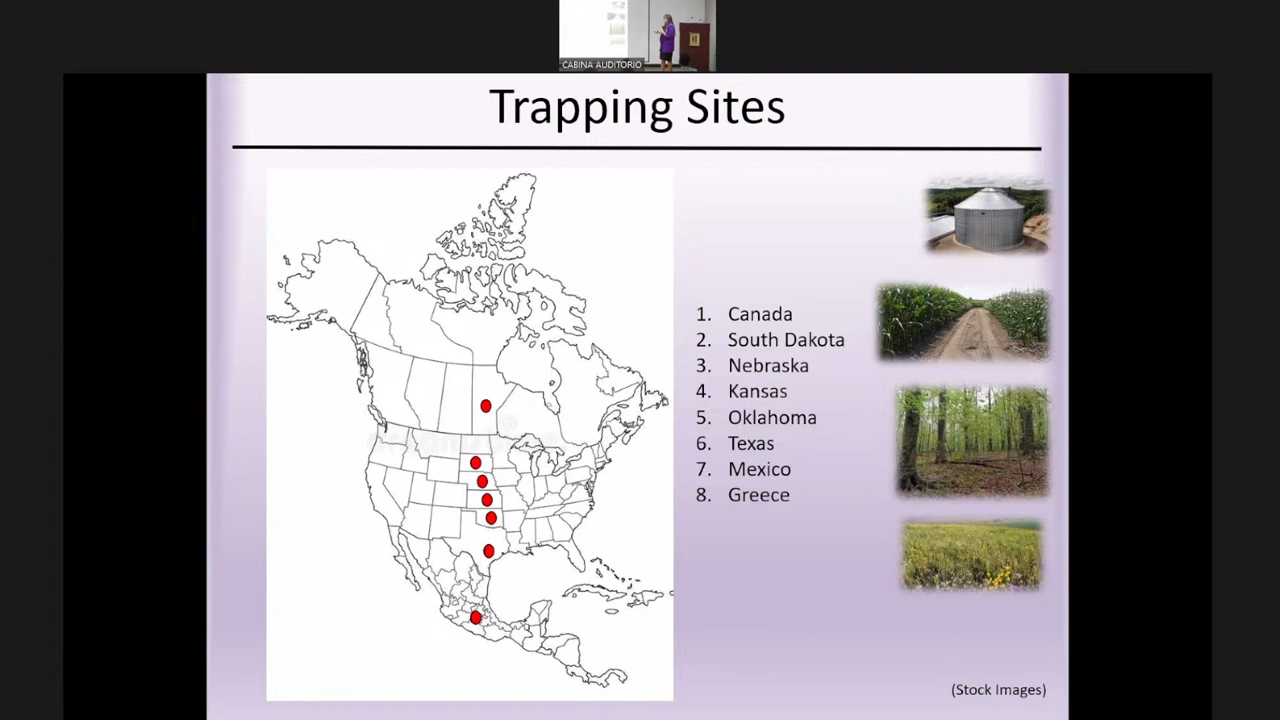 CABINA AUDITORIO
Trapping Sites
1. Canada
2. South Dakota
3. Nebraska
4. Kansas
5. Oklahoma
6. Texas
7. Mexico
8. Greece
(Stock Images)